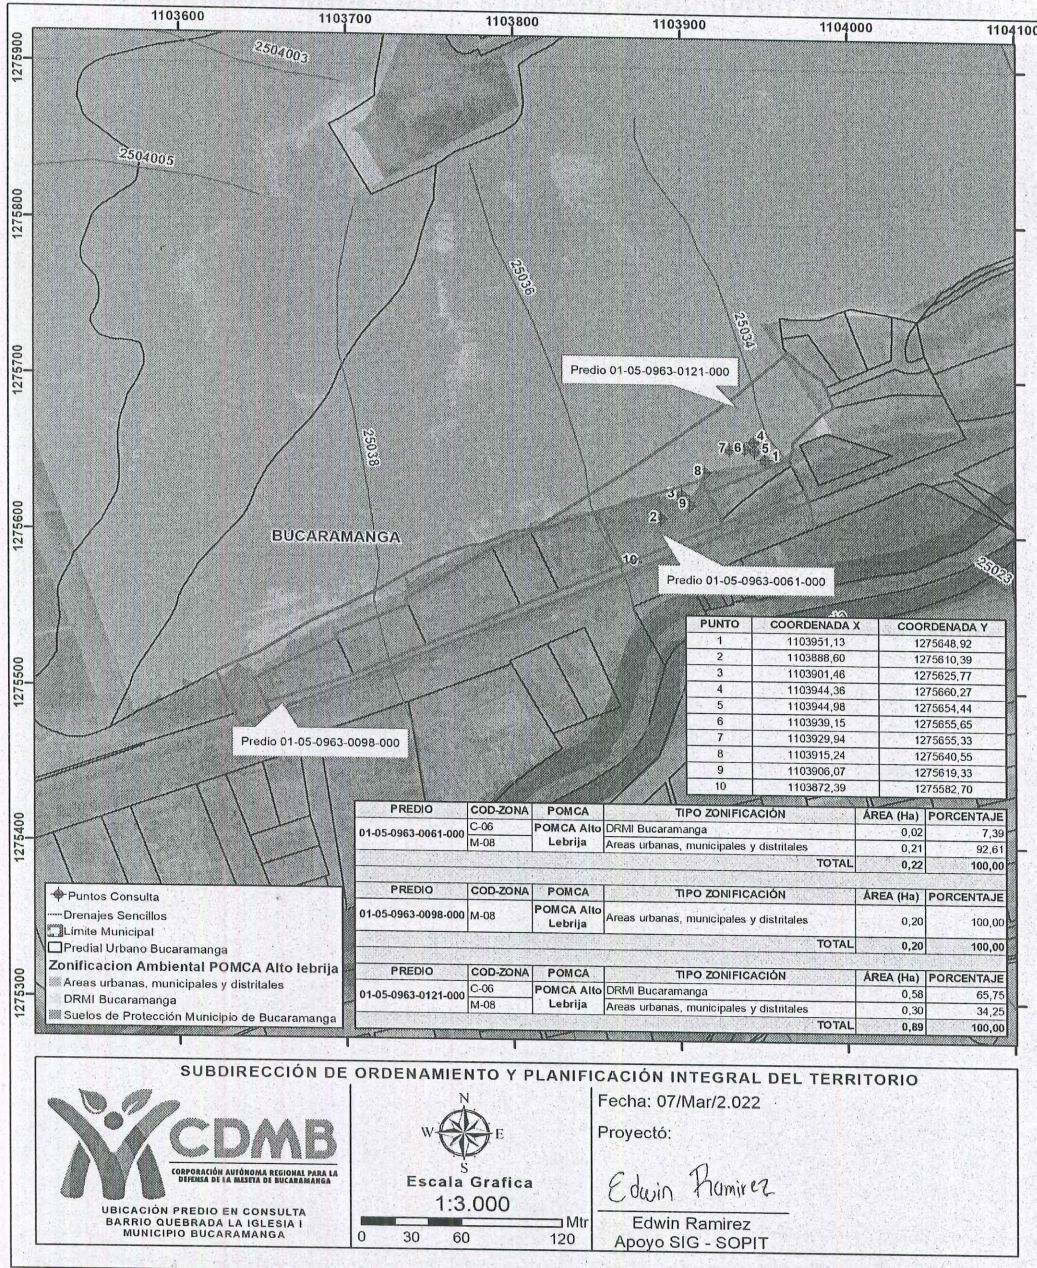 1103600 1103700 1103800 1103900 1104000 1104100
1275900
1275800
1275700
1275600
1275500
1275400
1275300
2504003
2504005
25036
25034
25038
Predio 01-05-0963-0121-000
4
7 6 5
1
8
3
9
2
BUCARAMANGA
10
25023
Predio 01-05-0963-0061-000
Predio 01-05-0963-0098-000
PUNTO COORDENADA X COORDENADA Y
1 1103951,13 1275648,92
2 1103888,60 1275610,39
3 1103901,46 1275625,77
4 1103944,36 1275660,27
5 1103944,98 1275654,44
6 1103939,15 1275655,65
7 1103929,94 1275655,33
8 1103915,24 1275640,55
9 1103906,07 1275619,33
10 1103872,39 1275582,70
PREDIO COD-ZONA POMCA TIPO ZONIFICACIÓN ÁREA (Ha) PORCENTAJE
01-05-0963-0061-000 C-06 POMCA Alto Lebrija DRMI Bucaramanga 0,02 7,39
M-08 Areas urbanas, municipales y distritales 0,21 92,61
TOTAL 0,22 100,00
PREDIO COD-ZONA POMCA TIPO ZONIFICACIÓN ÁREA (Ha) PORCENTAJE
01-05-0963-0098-000 M-08 POMCA Alto Lebrija Areas urbanas, municipales y distritales 0,20 100,00
TOTAL 0,20 100,00
PREDIO COD-ZONA POMCA TIPO ZONIFICACIÓN ÁREA (Ha) PORCENTAJE
01-05-0963-0121-000 C-06 POMCA Alto Lebrija DRMI Bucaramanga 0,58 65,75
M-08 Areas urbanas, municipales y distritales 0,30 34,25
TOTAL 0,89 100,00
Puntos Consulta
Drenajes Sencillos
Límite Municipal
Predial Urbano Bucaramanga
Zonificacion Ambiental POMCA Alto lebrija
Areas urbanas, municipales y distritales
DRMI Bucaramanga
Suelos de Protección Municipio de Bucaramanga
SUBDIRECCIÓN DE ORDENAMIENTO Y PLANIFICACIÓN INTEGRAL DEL TERRITORIO
CDMB
CORPORACIÓN AUTÓNOMA REGIONAL PARA LA
DEFENSA DE LA MESETA DE BUCARAMANGA
UBICACIÓN PREDIO EN CONSULTA
BARRIO QUEBRADA LA IGLESIA I
MUNICIPIO BUCARAMANGA
N
W E
S
Escala Grafica
1:3.000
Mtr
0 30 60 120
Fecha: 07/Mar/2.022
Proyectó:
Edwin Ramirez
Edwin Ramirez
Apoyo SIG - SOPIT